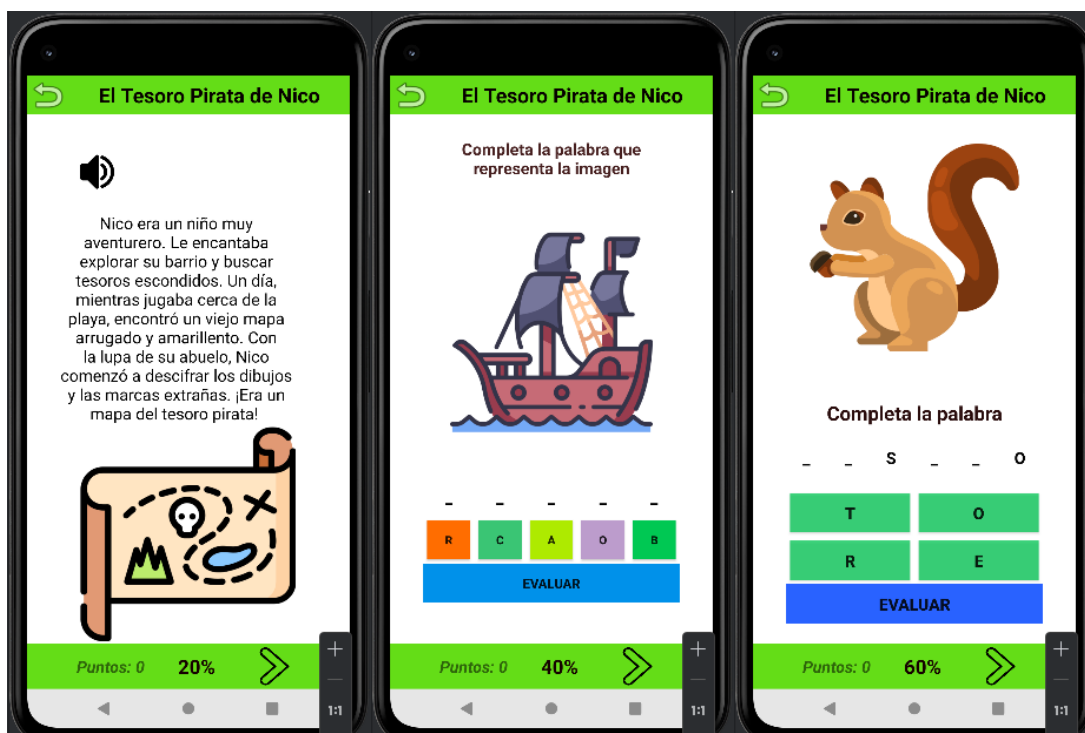 El Tesoro Pirata de Nico
Nico era un niño muy
aventurero. Le encantaba
explorar su barrio y buscar
tesoros escondidos. Un día,
mientras jugaba cerca de la
playa, encontró un viejo mapa
arrugado y amarillento. Con
la lupa de su abuelo, Nico
comenzó a descifrar los dibujos
y las marcas extrañas. ¡Era un
mapa del tesoro pirata!
Puntos: 0 20%
1:1
El Tesoro Pirata de Nico
Completa la palabra que
representa la imagen
_ _ _ _ _
R C A O B
EVALUAR
Puntos: 0 40%
1:1
El Tesoro Pirata de Nico
Completa la palabra
_ _ S _ _ O
T O
R E
EVALUAR
Puntos: 0 60%
1:1